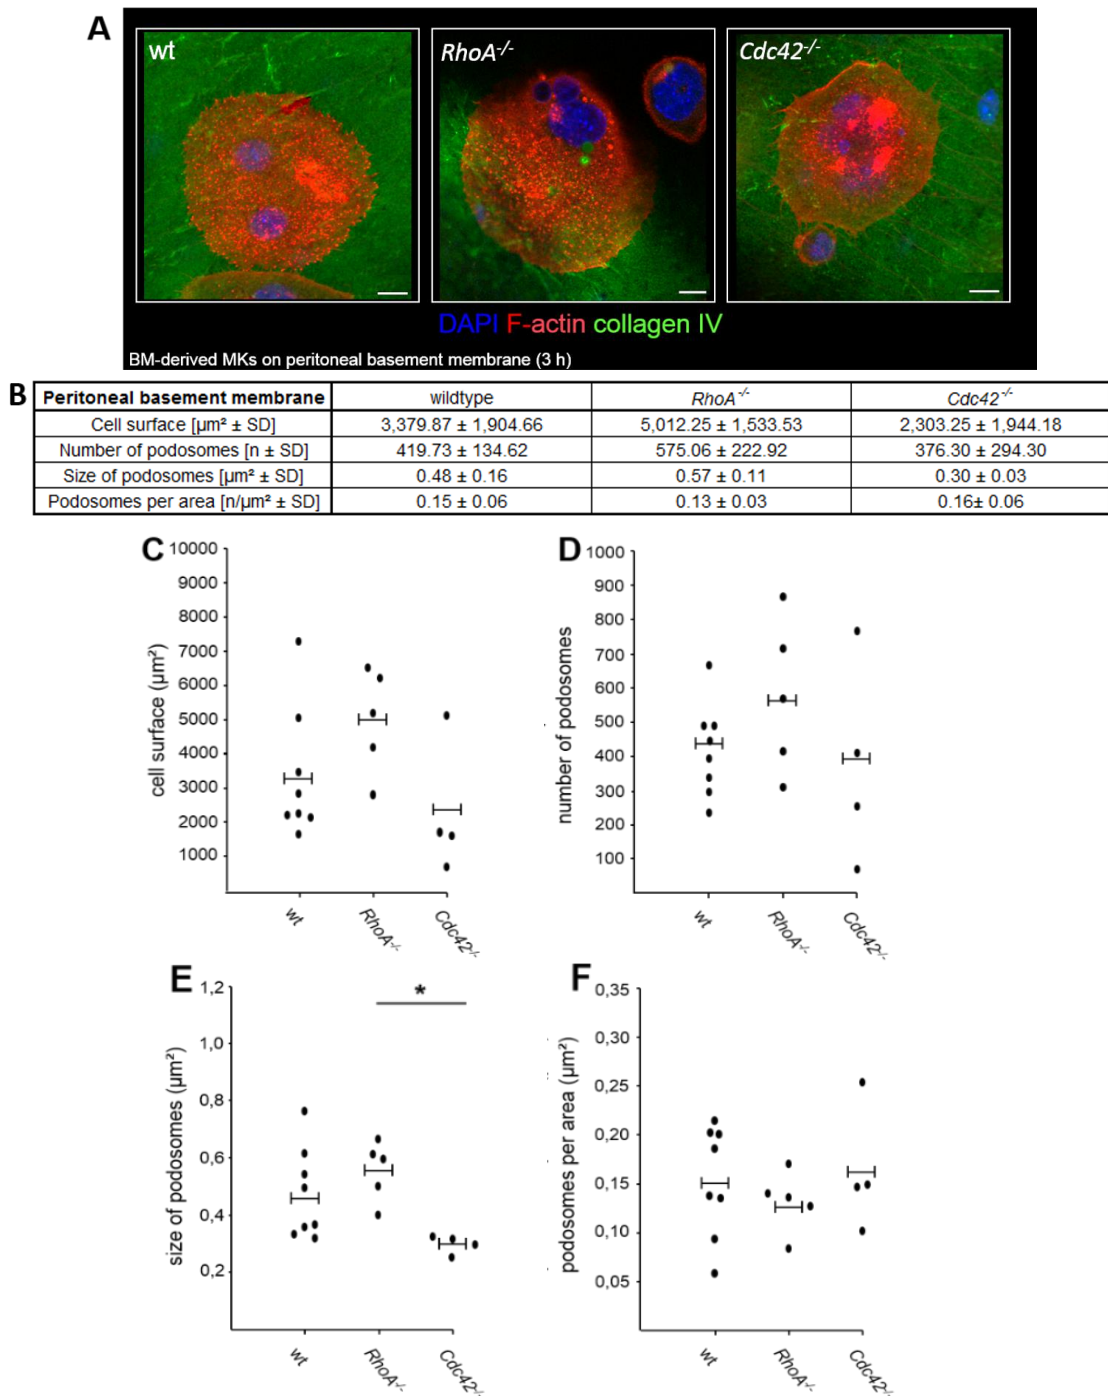 A
wt
RhoA-/-
Cdc42-/-
DAPI F-actin collagen IV
BM-derived MKs on peritoneal basement membrane (3 h)
B
Peritoneal basement membrane wildtype RhoA-/- Cdc42-/-
Cell surface [µm² ± SD] 3,379.87 ± 1,904.66 5,012.25 ± 1,533.53 2,303.25 ± 1,944.18
Number of podosomes [n ± SD] 419.73 ± 134.62 575.06 ± 222.92 376.30 ± 294.30
Size of podosomes [µm² ± SD] 0.48 ± 0.16 0.57 ± 0.11 0.30 ± 0.03
Podosomes per area [n/µm² ± SD] 0.15 ± 0.06 0.13 ± 0.03 0.16± 0.06
C
cell surface (µm²)
10000
9000
8000
7000
6000
5000
4000
3000
2000
1000
wt
RhoA-/-
Cdc42-/-
D
number of podosomes
1000
900
800
700
600
500
400
300
200
100
wt
RhoA-/-
Cdc42-/-
E
size of podosomes (µm²)
1,2
1,0
0,8
0,6
0,4
0,2
*
wt
RhoA-/-
Cdc42-/-
F
podosomes per area (µm²)
0,35
0,30
0,25
0,20
0,15
0,10
0,05
wt
RhoA-/-
Cdc42-/-